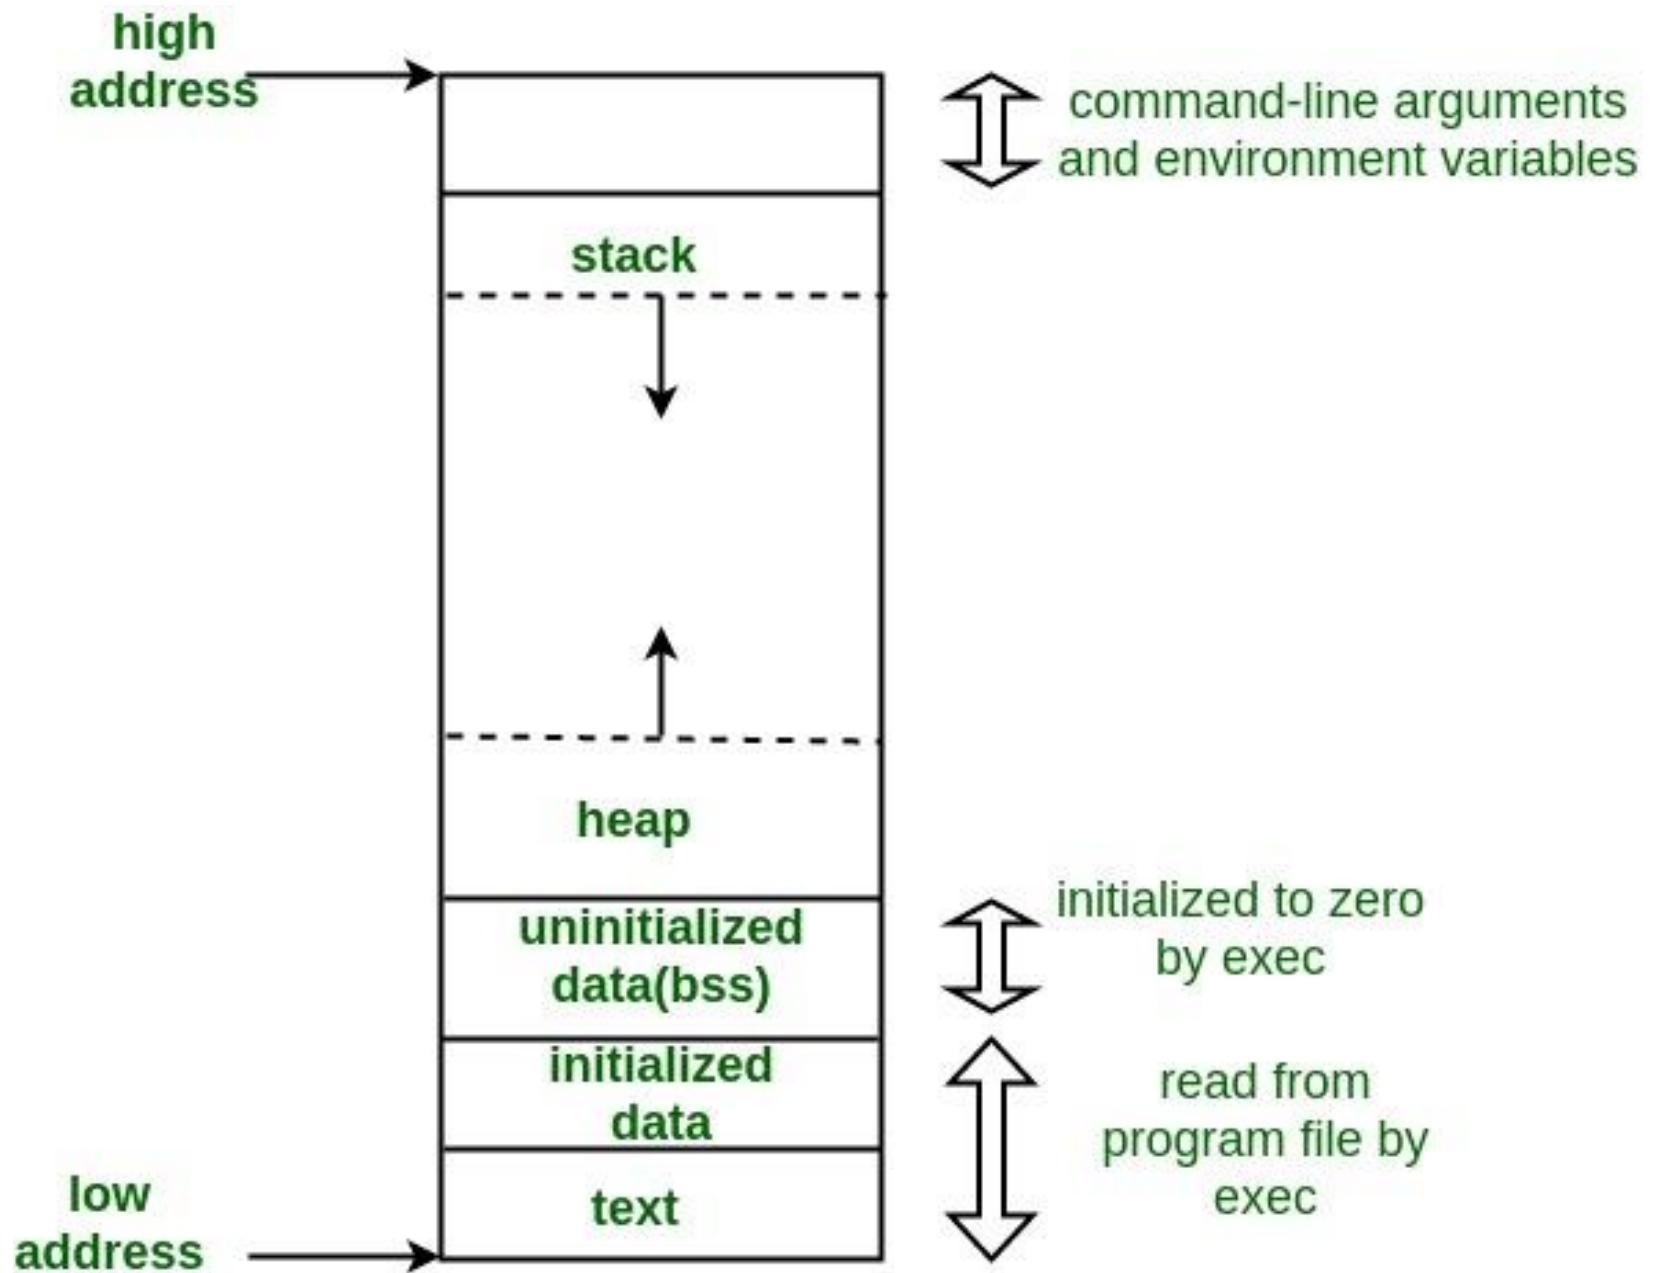 high
address
command-line arguments
and environment variables
stack
heap
uninitialized
data(bss)
initialized to zero
by exec
initialized
data
read from
program file by
exec
text
low
address